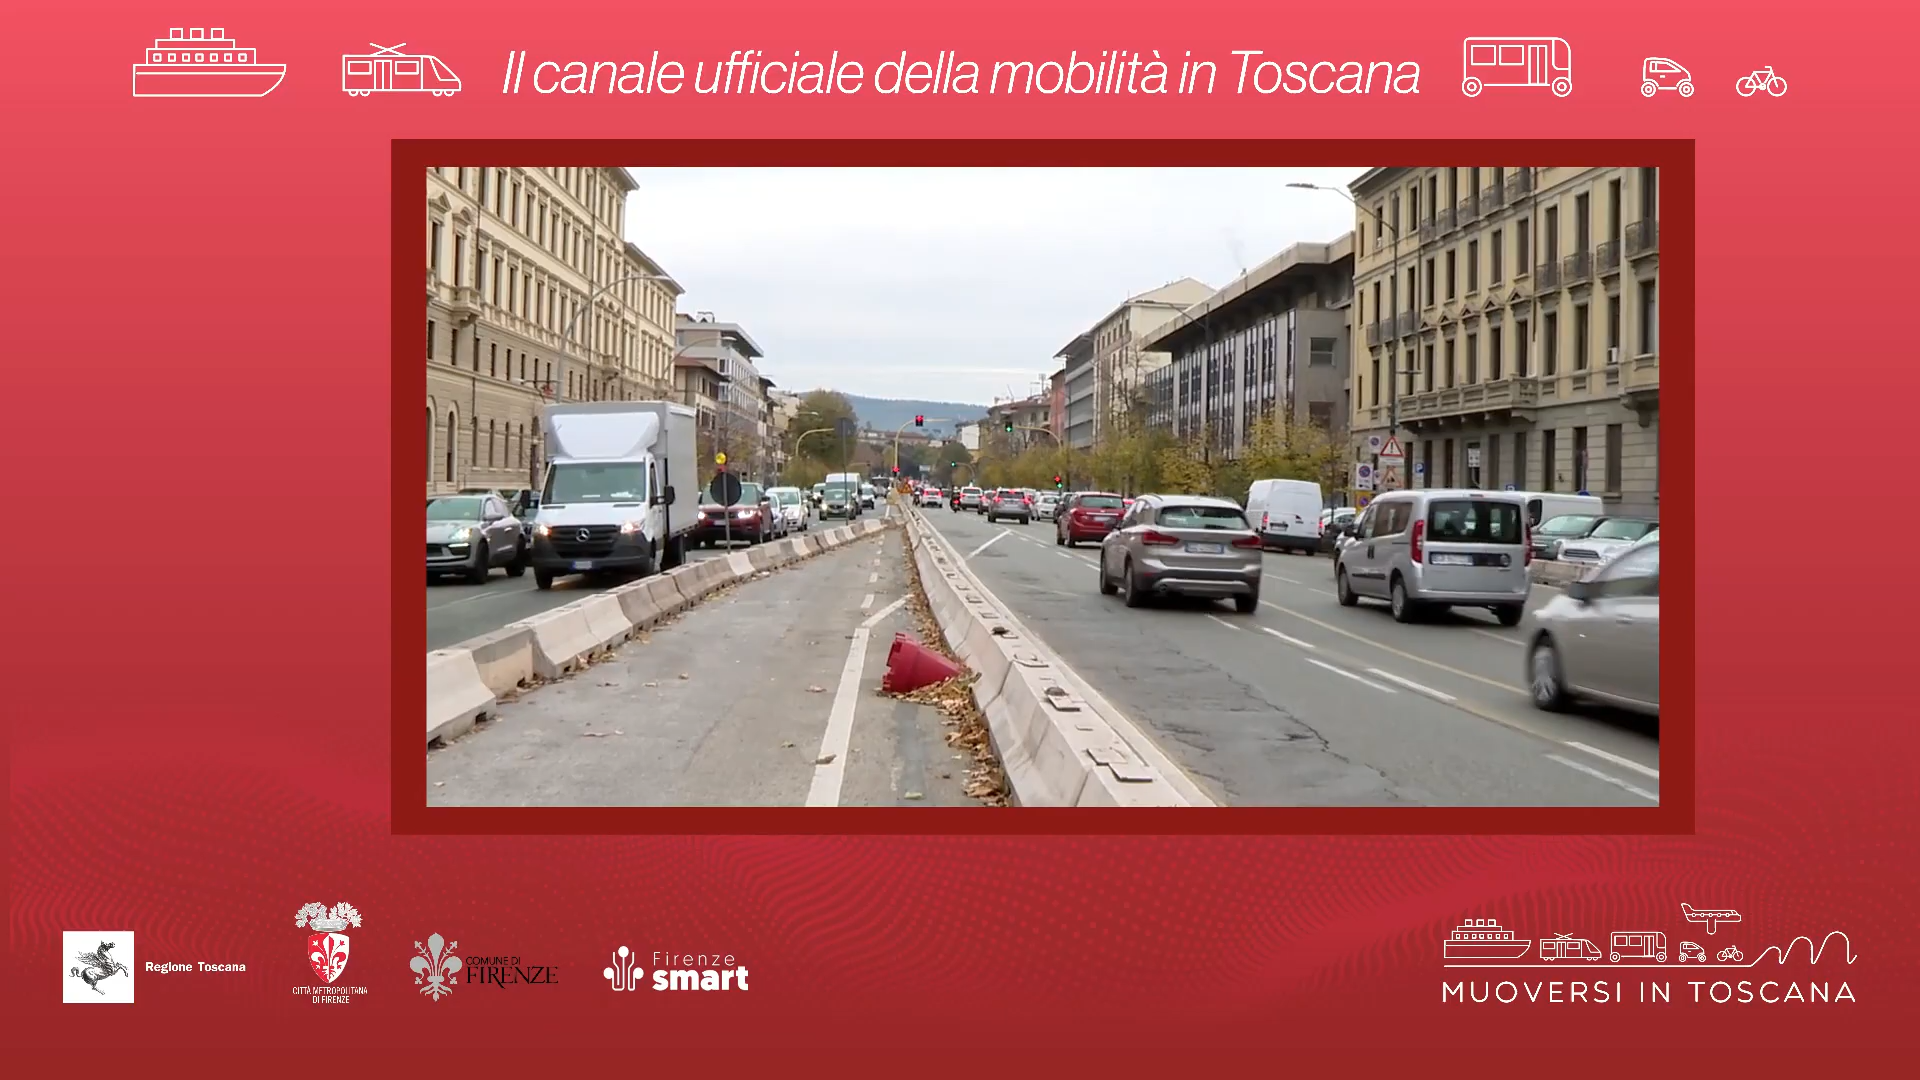 Il canale ufficiale della mobilità in Toscana
Regione Toscana
CITTÀ METROPOLITANA
DI FIRENZE
COMUNE DI
FIRENZE
Firenze
smart
MUOVERSI IN TOSCANA